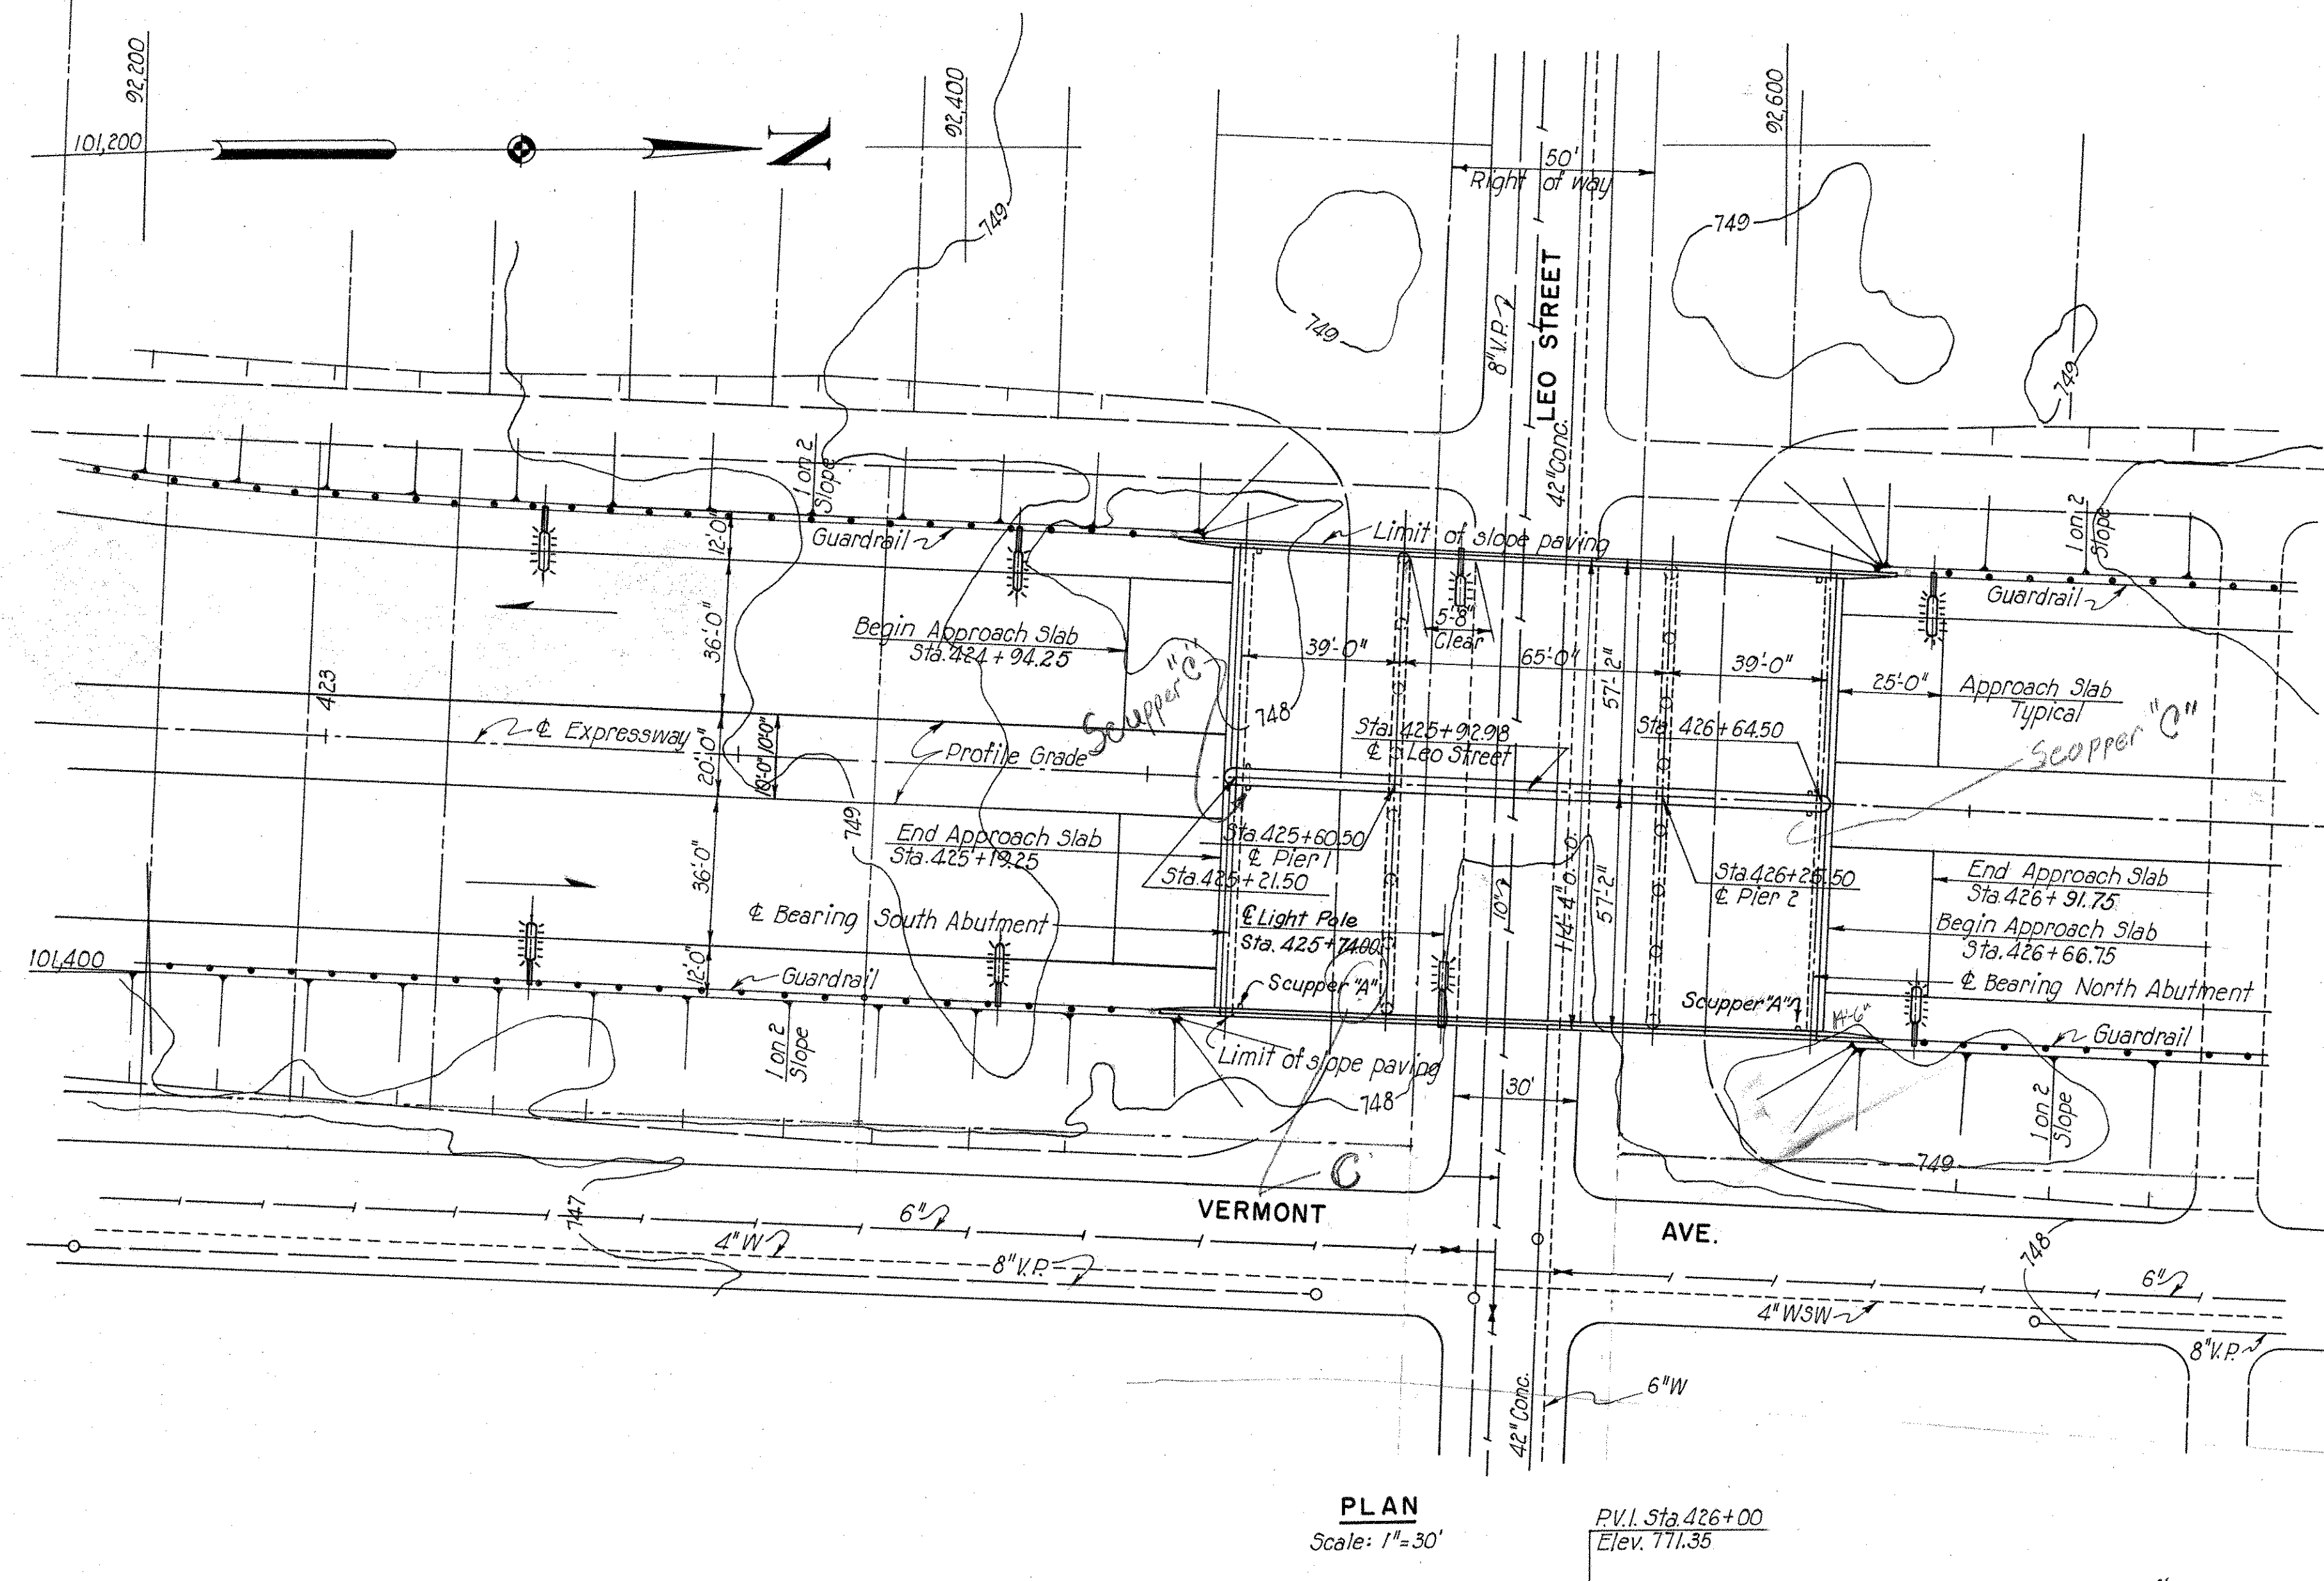 92,200
101,200
N
92,400
92,600
749
749
749
749
50'
Right of way
8" V.P.
LEO STREET
42" Conc.
1 on 2
Slope
12'-0"
Guardrail
Limit of slope paving
1 on 2
Slope
Guardrail
Begin Approach Slab
Sta. 424 + 94.25
36'-0"
39'-0"
5'-8"
Clear
65'-0"
57'-2"
39'-0"
25'-0"
Approach Slab
Typical
Scupper "C"
Scupper "C"
423
℄ Expressway
20'-0"
10'-0"
10'-0"
Profile Grade
748
Sta. 425+92.98
℄ S Leo Street
Sta. 426+64.50
749
End Approach Slab
Sta. 425+19.25
Sta. 425+60.50
℄ Pier 1
Sta. 425+21.50
36'-0"
℄ Bearing South Abutment
℄ Light Pole
Sta. 425+74.00
10"
114'-4" O. to O.
57'-2"
Sta. 426+25.50
℄ Pier 2
End Approach Slab
Sta. 426+ 91.75
Begin Approach Slab
Sta. 426+66.75
℄ Bearing North Abutment
101,400
12'-0"
Guardrail
Scupper "A"
Scupper "A"
Guardrail
1 on 2
Slope
Limit of slope paving
748
30'
1 on 2
Slope
749
C
VERMONT AVE.
747
6"
4" W
8" V.P.
748
6"
4" WSW
8" V.P.
42" Conc.
6" W
PLAN
Scale: 1"=30'
P.V.I. Sta. 426+00
Elev. 771.35